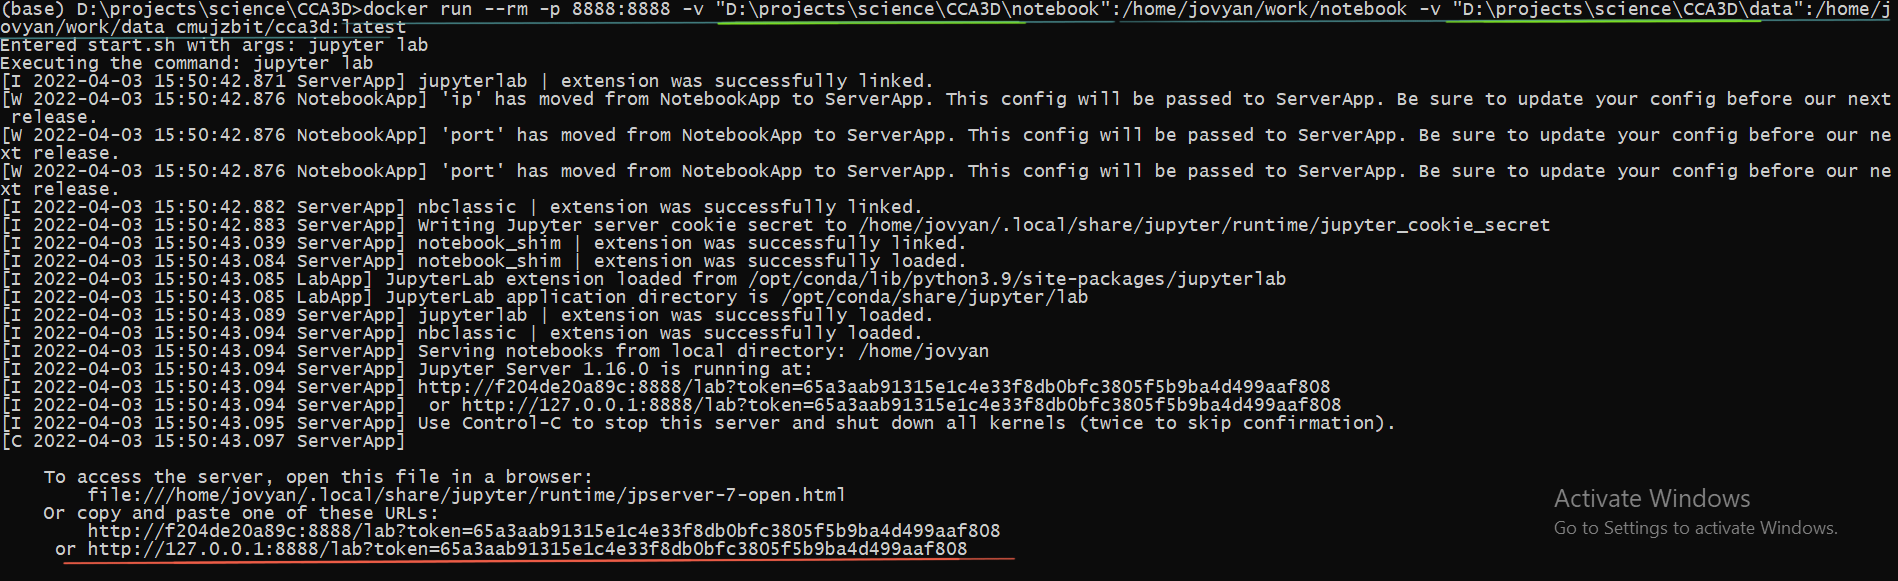 (base) D:\projects\science\CCA3D>docker run --rm -p 8888:8888 -v "D:\projects\science\CCA3D\notebook":/home/jovyan/work/notebook -v "D:\projects\science\CCA3D\data":/home/j
ovyan/work/data cmujzbit/cca3d:latest
Entered start.sh with args: jupyter lab
Executing the command: jupyter lab
[I 2022-04-03 15:50:42.871 ServerApp] jupyterlab | extension was successfully linked.
[W 2022-04-03 15:50:42.876 NotebookApp] 'ip' has moved from NotebookApp to ServerApp. This config will be passed to ServerApp. Be sure to update your config before our next
 release.
[W 2022-04-03 15:50:42.876 NotebookApp] 'port' has moved from NotebookApp to ServerApp. This config will be passed to ServerApp. Be sure to update your config before our ne
xt release.
[W 2022-04-03 15:50:42.876 NotebookApp] 'port' has moved from NotebookApp to ServerApp. This config will be passed to ServerApp. Be sure to update your config before our ne
xt release.
[I 2022-04-03 15:50:42.882 ServerApp] nbclassic | extension was successfully linked.
[I 2022-04-03 15:50:42.883 ServerApp] Writing Jupyter server cookie secret to /home/jovyan/.local/share/jupyter/runtime/jupyter_cookie_secret
[I 2022-04-03 15:50:43.039 ServerApp] notebook_shim | extension was successfully linked.
[I 2022-04-03 15:50:43.084 ServerApp] notebook_shim | extension was successfully loaded.
[I 2022-04-03 15:50:43.085 LabApp] JupyterLab extension loaded from /opt/conda/lib/python3.9/site-packages/jupyterlab
[I 2022-04-03 15:50:43.085 LabApp] JupyterLab application directory is /opt/conda/share/jupyter/lab
[I 2022-04-03 15:50:43.089 ServerApp] jupyterlab | extension was successfully loaded.
[I 2022-04-03 15:50:43.094 ServerApp] nbclassic | extension was successfully loaded.
[I 2022-04-03 15:50:43.094 ServerApp] Serving notebooks from local directory: /home/jovyan
[I 2022-04-03 15:50:43.094 ServerApp] Jupyter Server 1.16.0 is running at:
[I 2022-04-03 15:50:43.094 ServerApp] http://f204de20a89c:8888/lab?token=65a3aab91315e1c4e33f8db0bfc3805f5b9ba4d499aaf808
[I 2022-04-03 15:50:43.094 ServerApp]  or http://127.0.0.1:8888/lab?token=65a3aab91315e1c4e33f8db0bfc3805f5b9ba4d499aaf808
[I 2022-04-03 15:50:43.095 ServerApp] Use Control-C to stop this server and shut down all kernels (twice to skip confirmation).
[C 2022-04-03 15:50:43.097 ServerApp]
To access the server, open this file in a browser:
file:///home/jovyan/.local/share/jupyter/runtime/jpserver-7-open.html
Or copy and paste one of these URLs:
http://f204de20a89c:8888/lab?token=65a3aab91315e1c4e33f8db0bfc3805f5b9ba4d499aaf808
or http://127.0.0.1:8888/lab?token=65a3aab91315e1c4e33f8db0bfc3805f5b9ba4d499aaf808
Activate Windows
Go to Settings to activate Windows.